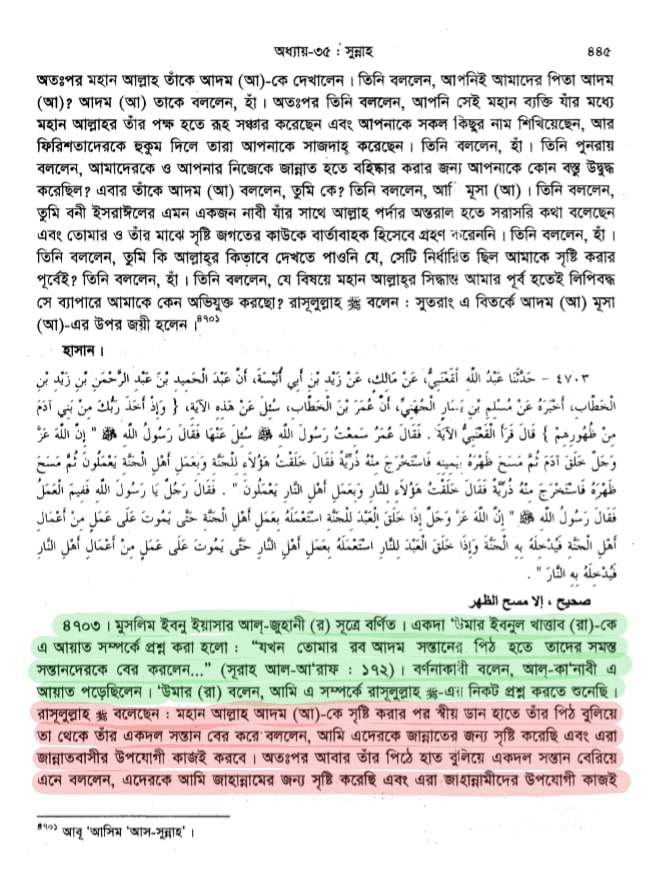 অধ্যায়-৩৫ : সুন্নাহ ৪৪৫
অতঃপর মহান আল্লাহ তাঁকে আদম (আ)-কে দেখালেন। তিনি বললেন, আপনিই আমাদের পিতা আদম
(আ)? আদম (আ) তাকে বললেন, হাঁ। অতঃপর তিনি বললেন, আপনি সেই মহান ব্যক্তি যাঁর মধ্যে
মহান আল্লাহর তাঁর পক্ষ হতে রূহ সঞ্চার করেছেন এবং আপনাকে সকল কিছুর নাম শিখিয়েছেন, আর
ফিরিশতাদেরকে হুকুম দিলে তারা আপনাকে সাজদাহ্ করেছেন। তিনি বললেন, হাঁ। তিনি পুনরায়
বললেন, আমাদেরকে ও আপনার নিজেকে জান্নাত হতে বহিষ্কার করার জন্য আপনাকে কোন বস্তু উদ্বুদ্ধ
করেছিল? এবার তাঁকে আদম (আ) বললেন, তুমি কে? তিনি বললেন, আমি মূসা (আ)। তিনি বললেন,
তুমি বনী ইসরাঈলের এমন একজন নাবী যাঁর সাথে আল্লাহ পর্দার অন্তরাল হতে সরাসরি কথা বলেছেন
এবং তোমার ও তাঁর মাঝে সৃষ্টি জগতের কাউকে বার্তাবাহক হিসেবে গ্রহণ করেননি। তিনি বললেন, হাঁ।
তিনি বললেন, তুমি কি আল্লাহ্‌র কিতাবে দেখতে পাওনি যে, সেটি নির্ধারিত ছিল আমাকে সৃষ্টি করার
পূর্বেই? তিনি বললেন, হাঁ। তিনি বললেন, যে বিষয়ে মহান আল্লাহ্‌র সিদ্ধান্ত আমার পূর্ব হতেই লিপিবদ্ধ
সে ব্যাপারে আমাকে কেন অভিযুক্ত করছো? রাসূলুল্লাহ ﷺ বলেন : সুতরাং এ বিতর্কে আদম (আ) মূসা
(আ)-এর উপর জয়ী হলেন।৪৭০১
হাসান।
٤٧٠٣ – حَدَّثَنَا عَبْدُ اللَّهِ الْقَعْنَبِيُّ، عَنْ مَالِكٍ، عَنْ زَيْدِ بْنِ أَبِي أُنَيْسَةَ، أَنَّ عَبْدَ الْحَمِيدِ بْنَ عَبْدِ الرَّحْمَنِ بْنِ زَيْدِ بْنِ
الْخَطَّابِ، أَخْبَرَهُ عَنْ مُسْلِمِ بْنِ يَسَارٍ الْجُهَنِيِّ، أَنَّ عُمَرَ بْنَ الْخَطَّابِ، سُئِلَ عَنْ هَذِهِ الآيَةِ، { وَإِذْ أَخَذَ رَبُّكَ مِنْ بَنِي آدَمَ
مِنْ ظُهُورِهِمْ } قَالَ قَرَأَ الْقَعْنَبِيُّ الآيَةَ . فَقَالَ عُمَرُ سَمِعْتُ رَسُولَ اللَّهِ ﷺ سُئِلَ عَنْهَا فَقَالَ رَسُولُ اللَّهِ ﷺ " إِنَّ اللَّهَ عَزَّ
وَجَلَّ خَلَقَ آدَمَ ثُمَّ مَسَحَ ظَهْرَهُ بِيَمِينِهِ فَاسْتَخْرَجَ مِنْهُ ذُرِّيَّةً فَقَالَ خَلَقْتُ هَؤُلاَءِ لِلْجَنَّةِ وَبِعَمَلِ أَهْلِ الْجَنَّةِ يَعْمَلُونَ ثُمَّ مَسَحَ
ظَهْرَهُ فَاسْتَخْرَجَ مِنْهُ ذُرِّيَّةً فَقَالَ خَلَقْتُ هَؤُلاَءِ لِلنَّارِ وَبِعَمَلِ أَهْلِ النَّارِ يَعْمَلُونَ " . فَقَالَ رَجُلٌ يَا رَسُولَ اللَّهِ فَفِيمَ الْعَمَلُ
فَقَالَ رَسُولُ اللَّهِ ﷺ " إِنَّ اللَّهَ عَزَّ وَجَلَّ إِذَا خَلَقَ الْعَبْدَ لِلْجَنَّةِ اسْتَعْمَلَهُ بِعَمَلِ أَهْلِ الْجَنَّةِ حَتَّى يَمُوتَ عَلَى عَمَلٍ مِنْ أَعْمَالِ
أَهْلِ الْجَنَّةِ فَيُدْخِلَهُ بِهِ الْجَنَّةَ وَإِذَا خَلَقَ الْعَبْدَ لِلنَّارِ اسْتَعْمَلَهُ بِعَمَلِ أَهْلِ النَّارِ حَتَّى يَمُوتَ عَلَى عَمَلٍ مِنْ أَعْمَالِ أَهْلِ النَّارِ
فَيُدْخِلَهُ بِهِ النَّارَ " .
صحيح ، إلا مسح الظهر
৪৭০৩। মুসলিম ইবনু ইয়াসার আল-জুহানী (র) সূত্রে বর্ণিত। একদা ‘উমার ইবনুল খাত্তাব (রা)-কে
এ আয়াত সম্পর্কে প্রশ্ন করা হলো : “যখন তোমার রব আদম সন্তানের পিঠ হতে তাদের সমস্ত
সন্তানদেরকে বের করলেন...” (সূরাহ আল-আ‘রাফ : ১৭২)। বর্ণনাকারী বলেন, আল-কা‘নাবী এ
আয়াত পড়েছিলেন। ‘উমার (রা) বলেন, আমি এ সম্পর্কে রাসূলুল্লাহ ﷺ-এর নিকট প্রশ্ন করতে শুনেছি।
রাসূলুল্লাহ ﷺ বলেছেন : মহান আল্লাহ আদম (আ)-কে সৃষ্টি করার পর স্বীয় ডান হাতে তাঁর পিঠ বুলিয়ে
তা থেকে তাঁর একদল সন্তান বের করে বললেন, আমি এদেরকে জান্নাতের জন্য সৃষ্টি করেছি এবং এরা
জান্নাতবাসীর উপযোগী কাজই করবে। অতঃপর আবার তাঁর পিঠে হাত বুলিয়ে একদল সন্তান বেরিয়ে
এনে বললেন, এদেরকে আমি জাহান্নামের জন্য সৃষ্টি করেছি এবং এরা জাহান্নামীদের উপযোগী কাজই
৪৭০১ আবূ ‘আসিম ‘আস-সুন্নাহ’।